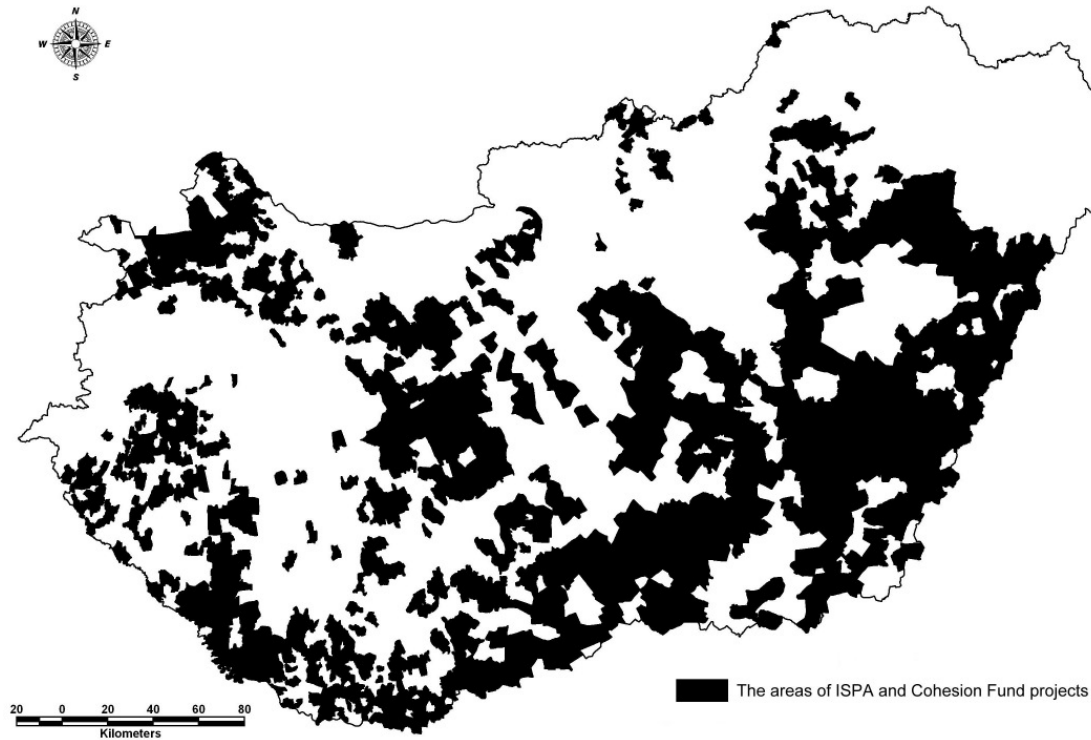 N
W E
S
The areas of ISPA and Cohesion Fund projects
20 0 20 40 60 80
Kilometers